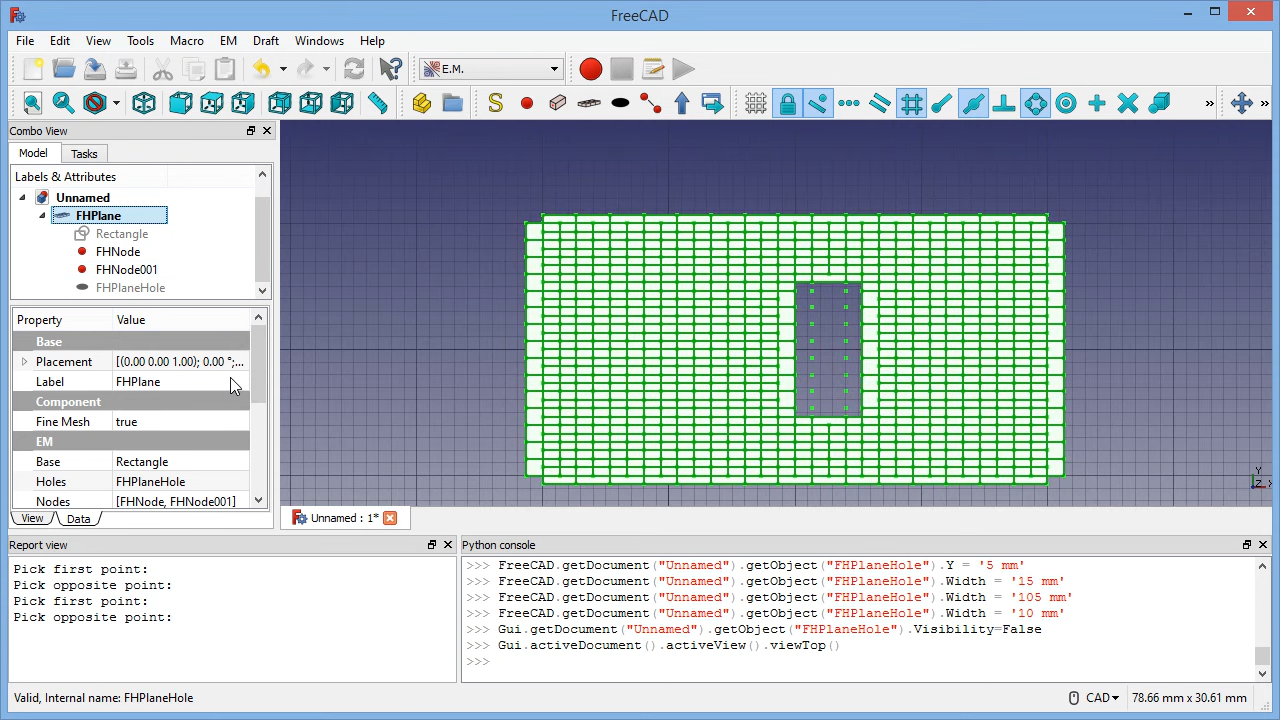 FreeCAD
File Edit View Tools Macro EM Draft Windows Help
E.M.
» »
Combo View
Model Tasks
Labels & Attributes
Unnamed
FHPlane
Rectangle
FHNode
FHNode001
FHPlaneHole
Property Value
Base
Placement [(0.00 0.00 1.00); 0.00 °;...
Label FHPlane
Component
Fine Mesh true
EM
Base Rectangle
Holes FHPlaneHole
Nodes [FHNode, FHNode001]
View Data
Y
Z X
Unnamed : 1*
Report view
Pick first point:
Pick opposite point:
Pick first point:
Pick opposite point:
Python console
>>> FreeCAD.getDocument("Unnamed").getObject("FHPlaneHole").Y = '5 mm'
>>> FreeCAD.getDocument("Unnamed").getObject("FHPlaneHole").Width = '15 mm'
>>> FreeCAD.getDocument("Unnamed").getObject("FHPlaneHole").Width = '105 mm'
>>> FreeCAD.getDocument("Unnamed").getObject("FHPlaneHole").Width = '10 mm'
>>> Gui.getDocument("Unnamed").getObject("FHPlaneHole").Visibility=False
>>> Gui.activeDocument().activeView().viewTop()
>>>
Valid, Internal name: FHPlaneHole
CAD
78.66 mm x 30.61 mm